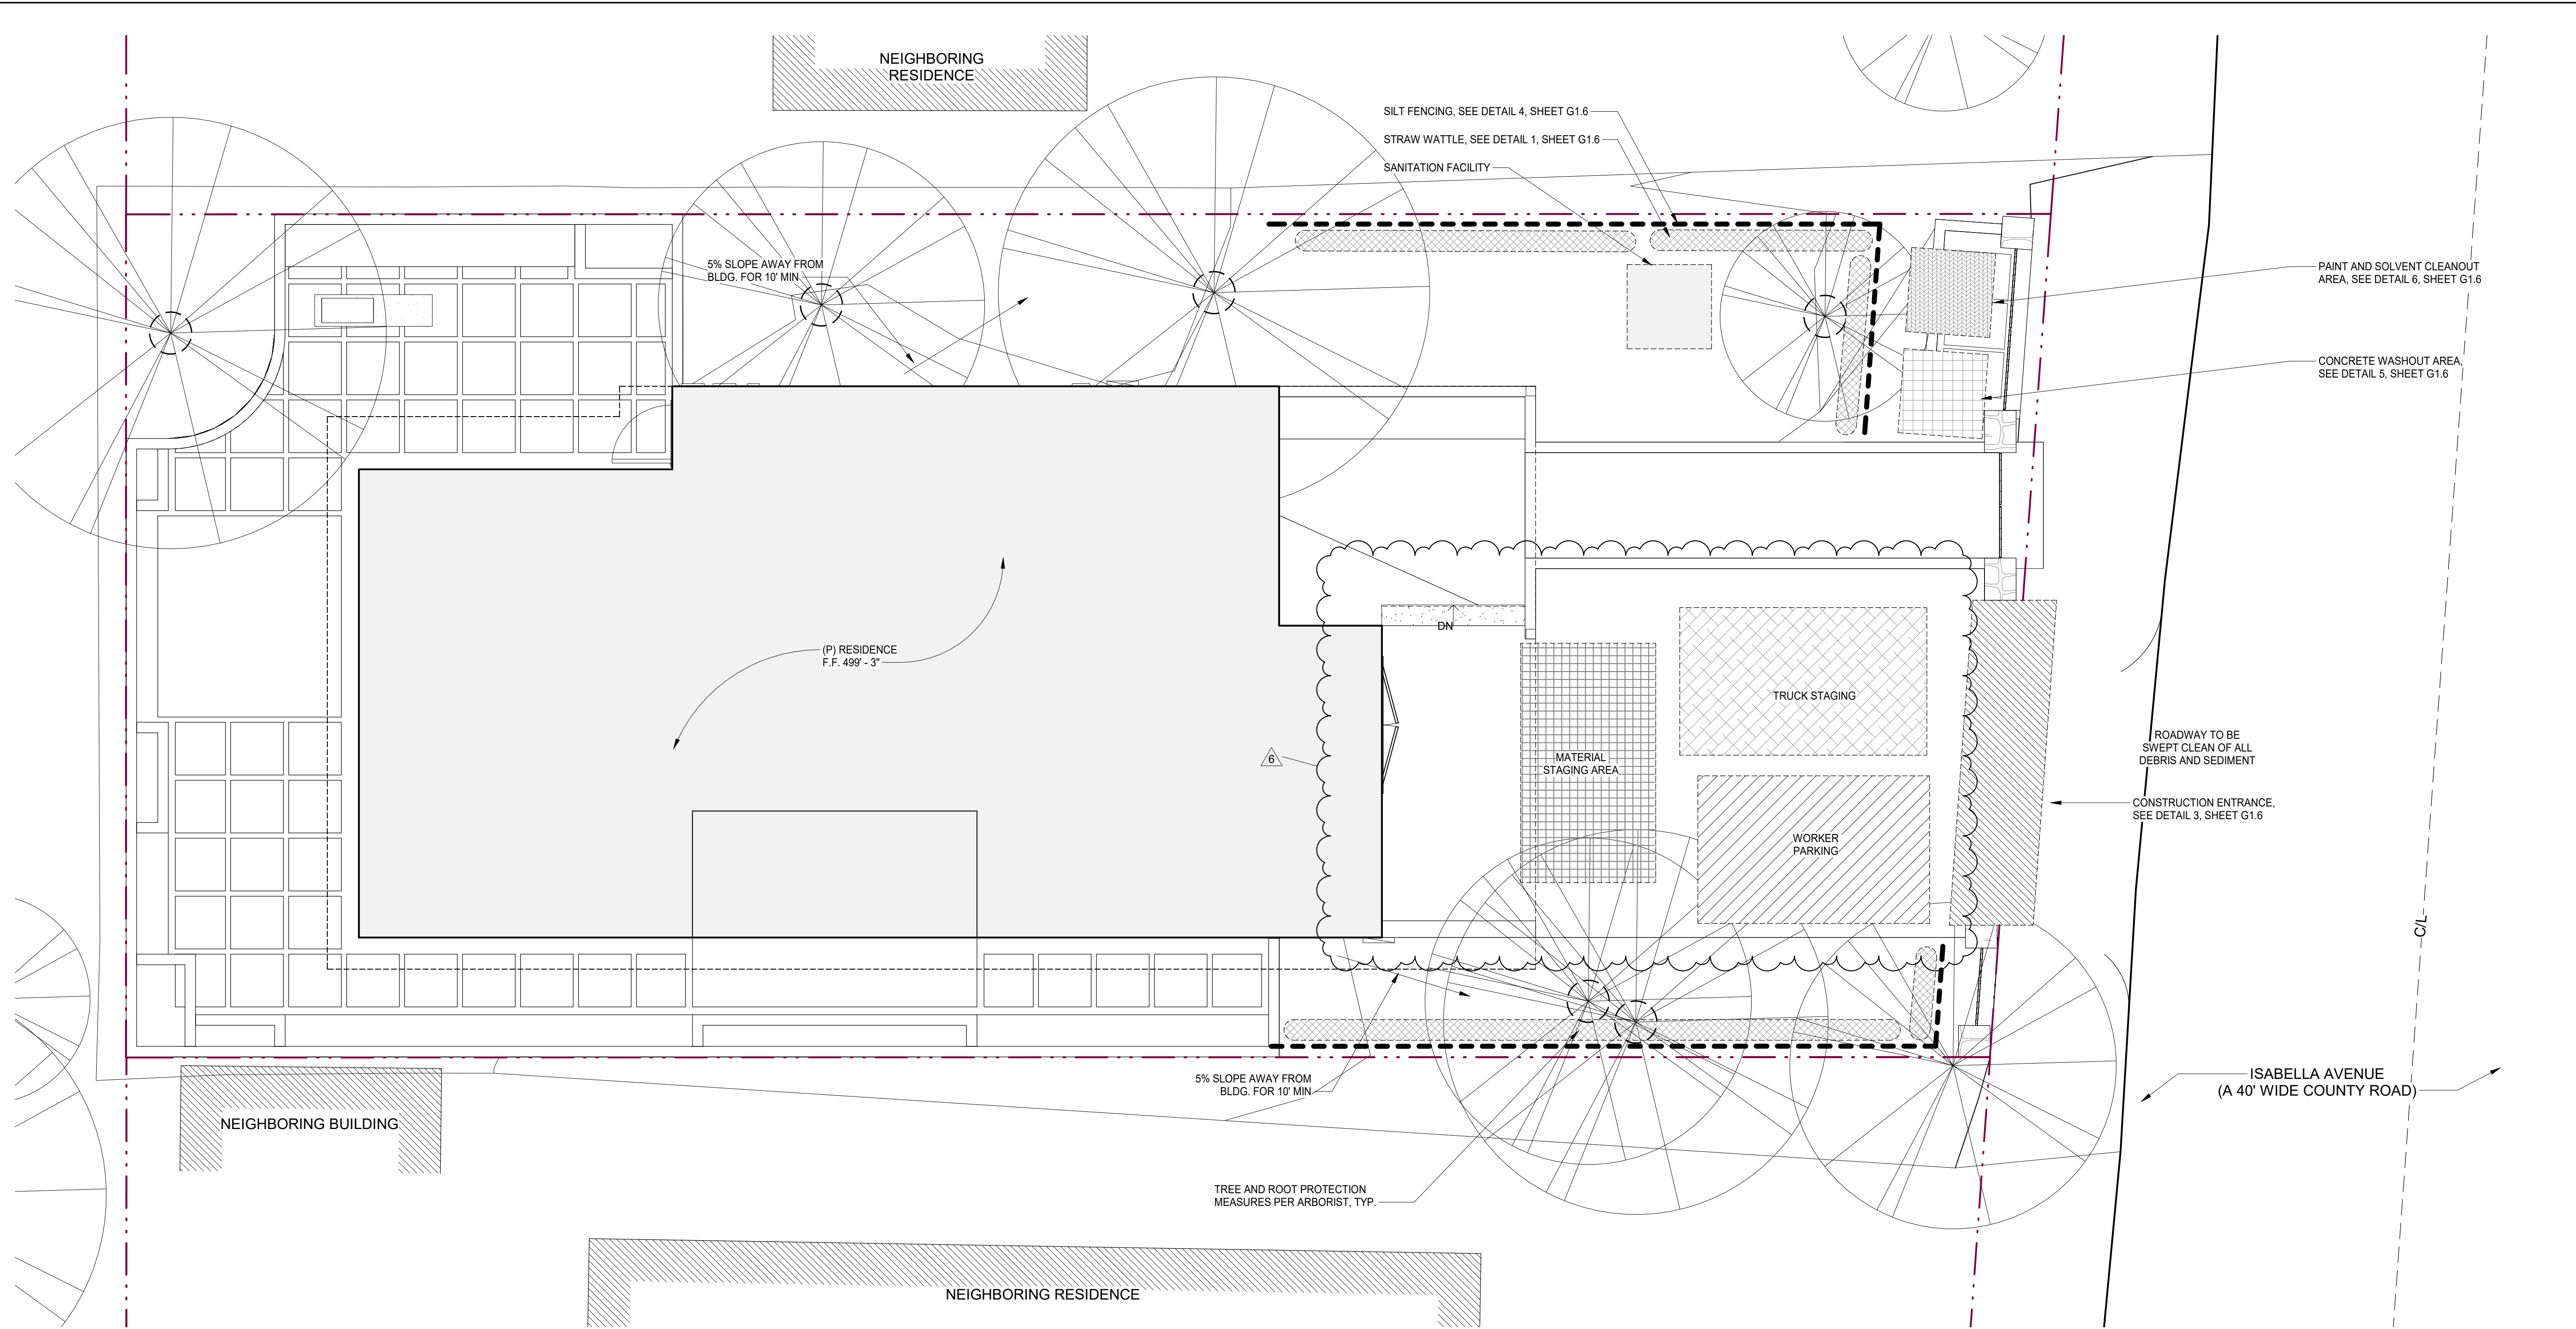 NEIGHBORING
RESIDENCE
SILT FENCING, SEE DETAIL 4, SHEET G1.6
STRAW WATTLE, SEE DETAIL 1, SHEET G1.6
SANITATION FACILITY
5% SLOPE AWAY FROM
BLDG. FOR 10' MIN
PAINT AND SOLVENT CLEANOUT
AREA, SEE DETAIL 6, SHEET G1.6
CONCRETE WASHOUT AREA,
SEE DETAIL 5, SHEET G1.6
DN
(P) RESIDENCE
F.F. 499' - 3"
TRUCK STAGING
6
MATERIAL
STAGING AREA
ROADWAY TO BE
SWEPT CLEAN OF ALL
DEBRIS AND SEDIMENT
CONSTRUCTION ENTRANCE,
SEE DETAIL 3, SHEET G1.6
WORKER
PARKING
C/L
5% SLOPE AWAY FROM
BLDG. FOR 10' MIN
ISABELLA AVENUE
(A 40' WIDE COUNTY ROAD)
NEIGHBORING BUILDING
TREE AND ROOT PROTECTION
MEASURES PER ARBORIST, TYP.
NEIGHBORING RESIDENCE